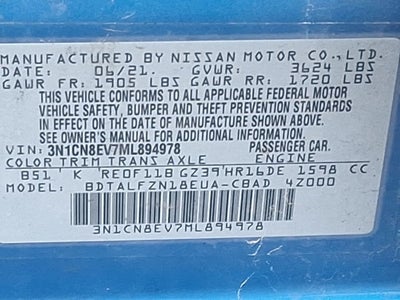 MANUFACTURED BY NISSAN MOTOR CO., LTD.
DATE: 06/21. GVWR: 3624 LBS
GAWR FR: 1905 LBS GAWR RR: 1720 LBS
THIS VEHICLE CONFORMS TO ALL APPLICABLE FEDERAL MOTOR
VEHICLE SAFETY, BUMPER AND THEFT PREVENTION STANDARDS
IN EFFECT ON THE DATE OF MANUFACTURE SHOWN ABOVE.
SEE OWNER'S MANUAL FOR ADDITIONAL INFORMATION.
VIN: 3N1CN8EV7ML894978 PASSENGER CAR.
COLOR TRIM TRANS AXLE ENGINE
B51 K RE0F11B GZ39 HR16DE 1598 CC
MODEL: BDTALFZN18EUA-CBAD 4Z000
3N1CN8EV7ML894978